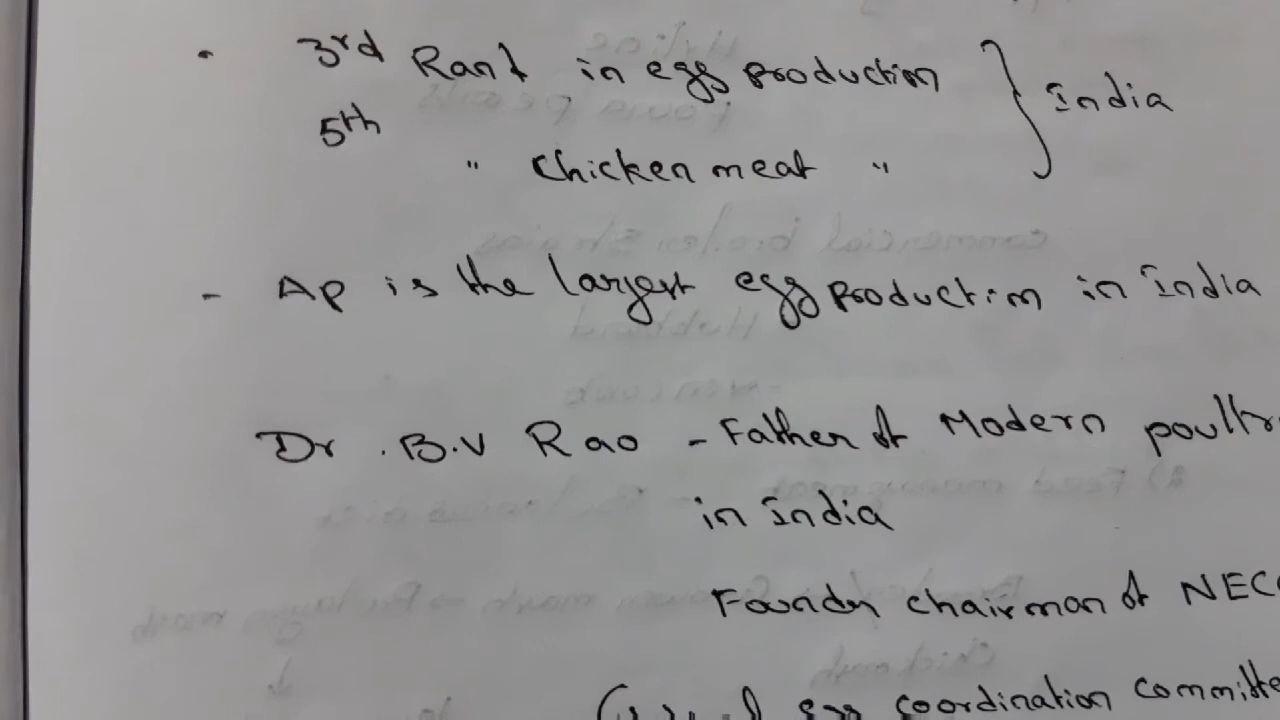 3rd Rank in egg production } India
5th " Chicken meat "
- AP is the largest egg production in India
Dr. B.V Rao - Father of Modern poultr
in India
Founder chairman of NEC
egg coordination committe